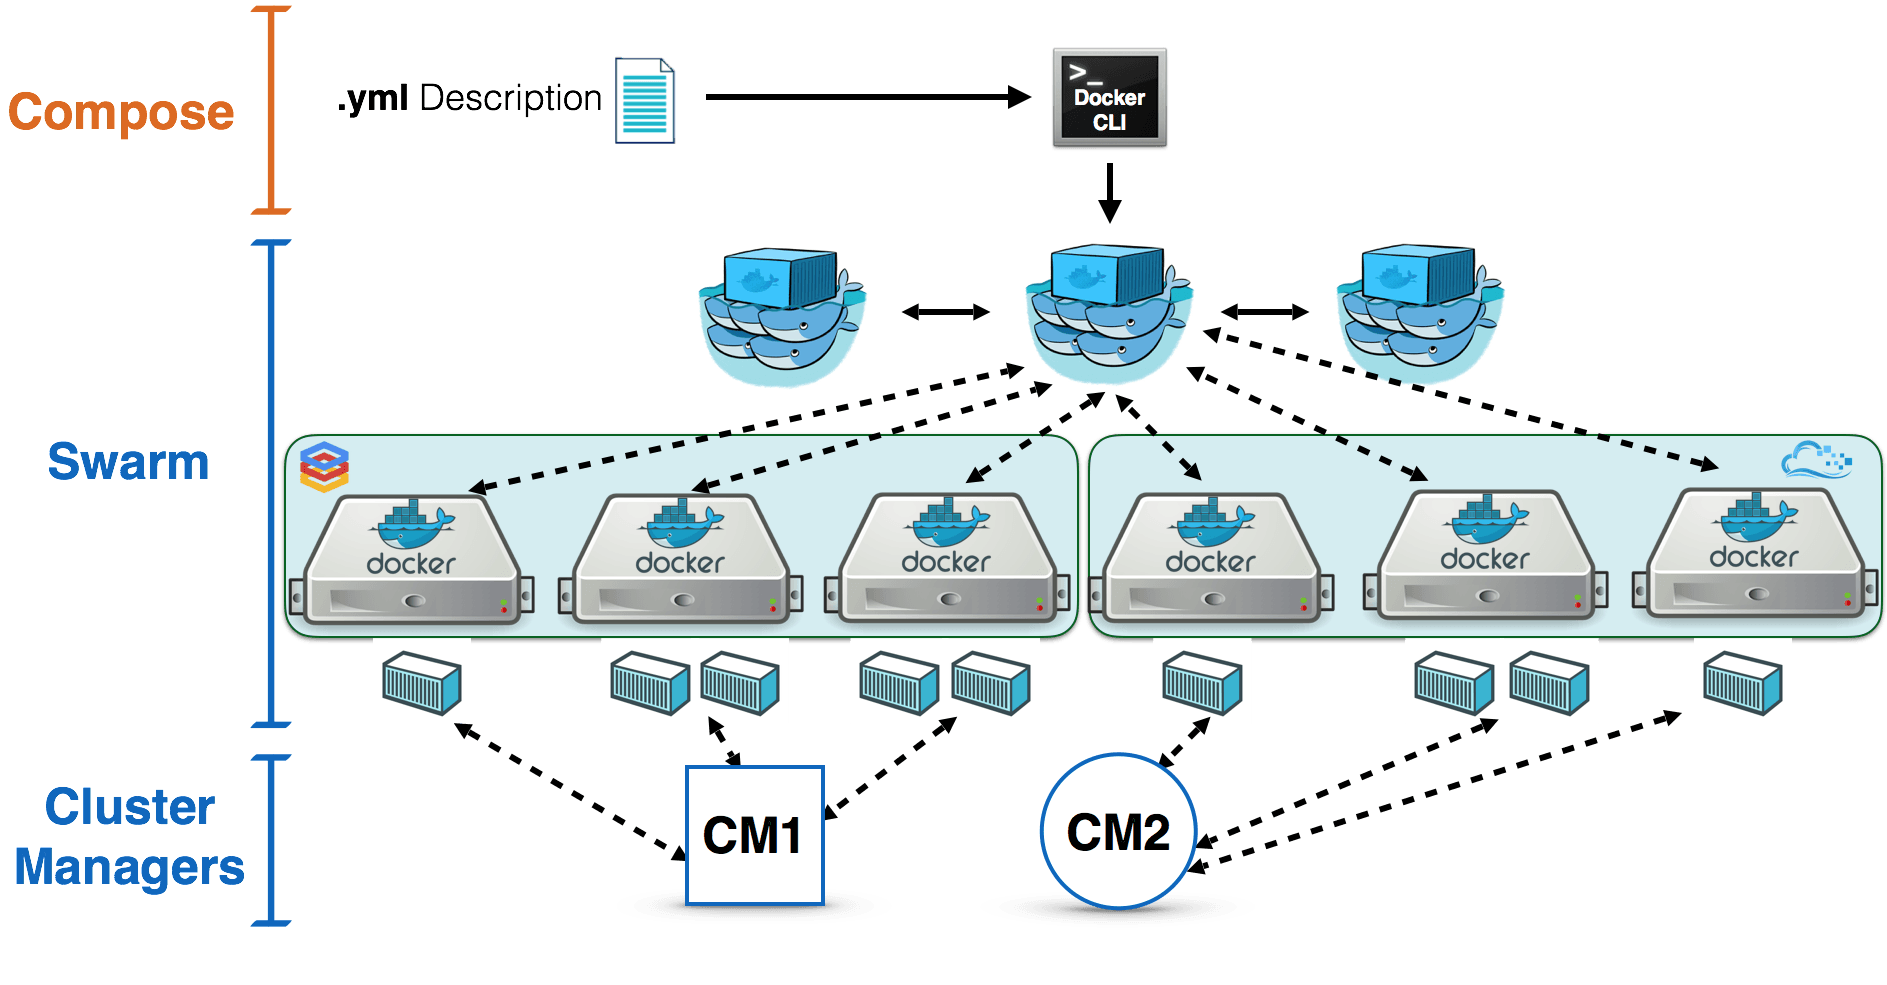 Compose
.yml Description
>_
Docker
CLI
Swarm
docker
docker
docker
docker
docker
docker
Cluster
Managers
CM1
CM2